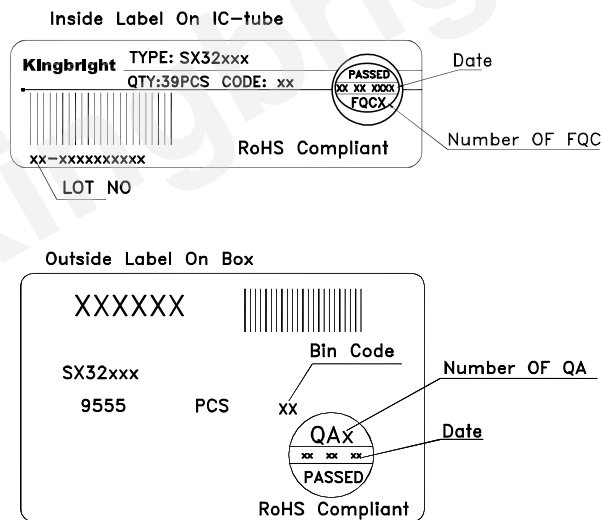 Inside Label On IC-tube
KIngbrIght
TYPE: SX32xxx
QTY:39PCS CODE: xx
PASSED
xx xx xxxx
FQCX
Date
Number OF FQC
RoHS Compliant
xx-xxxxxxxxxx
LOT NO
Outside Label On Box
XXXXXX
Bin Code
SX32xxx
9555 PCS xx
Number OF QA
QAx
xx xx xx
Date
PASSED
RoHS Compliant